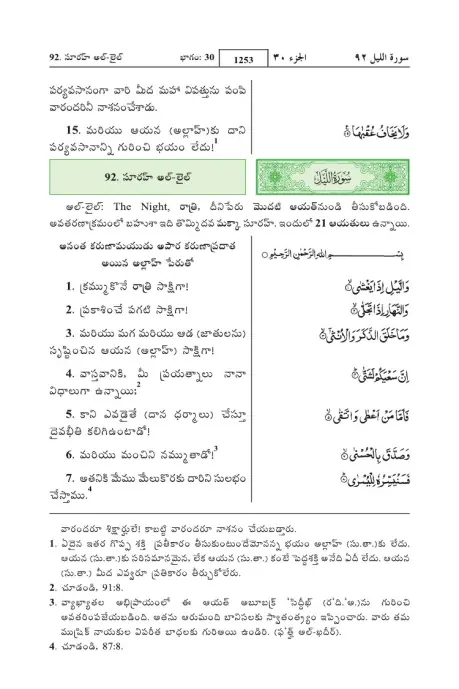 92. సూరహ్ అల్-లైల్ భాగం: 30 1253 الجزء ٣٠ سورة الليل ٩٢
పర్యవసానంగా వారి మీద మహా విపత్తును పంపి
వారందరినీ నాశనంచేశాడు.
15. మరియు ఆయన (అల్లాహ్)కు దాని
పర్యవసానాన్ని గురించి భయం లేదు!1
وَلَا يَخَافُ عُقْبٰهَا ۝
92. సూరహ్ అల్-లైల్
سُورَةُ اللَّيْل
అల్-లైల్: The Night, రాత్రి, దీనిపేరు మొదటి ఆయత్‌నుండి తీసుకోబడింది.
అవతరణాక్రమంలో బహుశా ఇది తొమ్మిదవ మక్కా సూరహ్. ఇందులో 21 ఆయతులు ఉన్నాయి.
అనంత కరుణామయుడు అపార కరుణాప్రదాత
అయిన అల్లాహ్ పేరుతో
بِسْمِ اللهِ الرَّحْمٰنِ الرَّحِيْمِ ۝
1. క్రమ్ముకొనే రాత్రి సాక్షిగా!
وَالَّيْلِ اِذَا يَغْشٰى ۝
2. ప్రకాశించే పగటి సాక్షిగా!
وَالنَّهَارِ اِذَا تَجَلّٰى ۝
3. మరియు మగ మరియు ఆడ (జాతులను)
సృష్టించిన ఆయన (అల్లాహ్) సాక్షిగా!
وَمَا خَلَقَ الذَّكَرَ وَالْاُنْثٰٓى ۝
4. వాస్తవానికి, మీ ప్రయత్నాలు నానా
విధాలుగా ఉన్నాయి;2
اِنَّ سَعْيَكُمْ لَشَتّٰى ۝
5. కాని ఎవడైతే (దాన ధర్మాలు) చేస్తూ
దైవభీతి కలిగిఉంటాడో!
فَاَمَّا مَنْ اَعْطٰى وَاتَّقٰى ۝
6. మరియు మంచిని నమ్ముతాడో!3
وَصَدَّقَ بِالْحُسْنٰى ۝
7. అతనికి మేము మేలుకొరకు దారిని సులభం
చేస్తాము.4
فَسَنُيَسِّرُهٗ لِلْيُسْرٰى ۝
వారందరూ శిక్షార్హులే! కాబట్టి వారందరూ నాశనం చేయబడ్డారు.
1. ఏదైన ఇతర గొప్ప శక్తి ప్రతీకారం తీసుకుంటుందేమోనన్న భయం అల్లాహ్ (సు.తా.)కు లేదు.
ఆయన (సు.తా.)కు సరిసమానమైన, లేక ఆయన (సు.తా.) కంటే పెద్దశక్తి అనేది ఏదీ లేదు. ఆయన
(సు.తా.) మీద ఎవ్వరూ ప్రతికారం తీర్చుకోలేరు.
2. చూడండి, 91:8.
3. వ్యాఖ్యాతల అభిప్రాయంలో ఈ ఆయత్ అబూబక్ర్ 'సిద్దీఖ్ (ర'ది.'అ.)ను గురించి
అవతరింపజేయబడింది. అతను ఆరుమంది బానిసలకు స్వాతంత్ర్యం ఇప్పించారు. వారు తమ
ముష్రిక్ నాయకుల విపరీత బాధలకు గురిఅయి ఉండిరి. (ఫ'త్హ్ అల్-ఖదీర్).
4. చూడండి, 87:8.